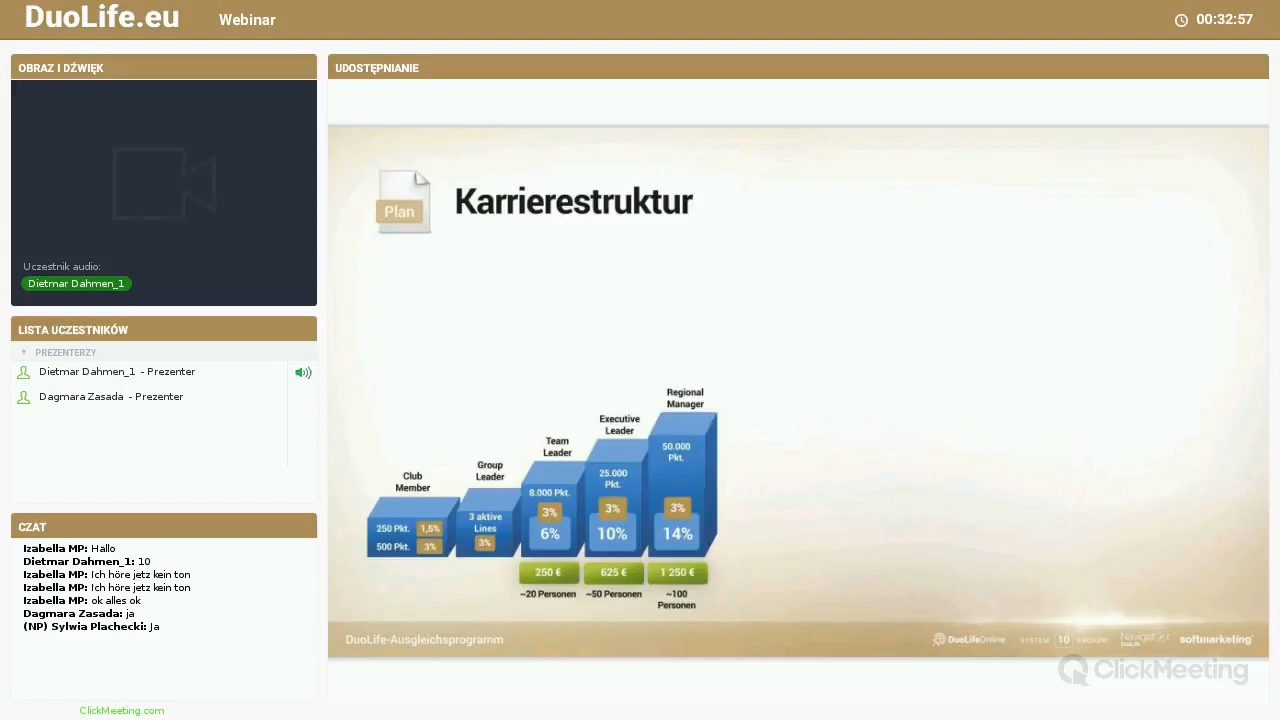 DuoLife.eu
Webinar
00:32:57
OBRAZ I DŹWIĘK
Uczestnik audio:
Dietmar Dahmen_1
LISTA UCZESTNIKÓW
PREZENTERZY
Dietmar Dahmen_1 - Prezenter
Dagmara Zasada - Prezenter
CZAT
Izabella MP: Hallo
Dietmar Dahmen_1: 10
Izabella MP: Ich höre jetz kein ton
Izabella MP: Ich höre jetz kein ton
Izabella MP: ok alles ok
Dagmara Zasada: ja
(NP) Sylwia Plachecki: Ja
ClickMeeting.com
UDOSTĘPNIANIE
Plan
Karrierestruktur
Club
Member
250 Pkt. 1,5%
500 Pkt. 3%
Group
Leader
3 aktive
Lines
3%
Team
Leader
8.000 Pkt.
3%
6%
250 €
~20 Personen
Executive
Leader
25.000
Pkt.
3%
10%
625 €
~50 Personen
Regional
Manager
50.000
Pkt.
3%
14%
1 250 €
~100
Personen
DuoLife-Ausgleichsprogramm
DuoLifeOnline
SYSTEM 10 KROKÓW
Navigator
DuoLife
softmarketing
ClickMeeting